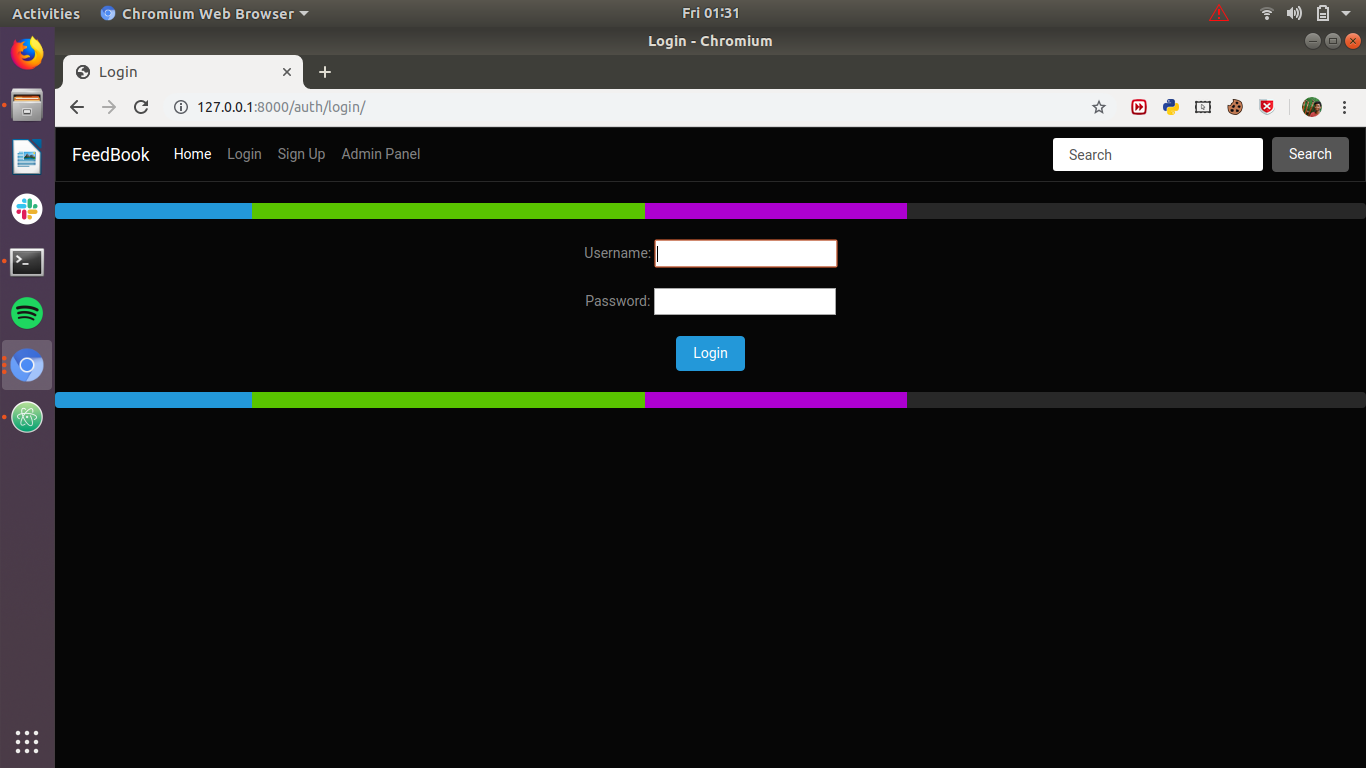 Activities Chromium Web Browser Fri 01:31
Login - Chromium
Login
127.0.0.1:8000/auth/login/
FeedBook Home Login Sign Up Admin Panel Search Search
Username:
Password:
Login